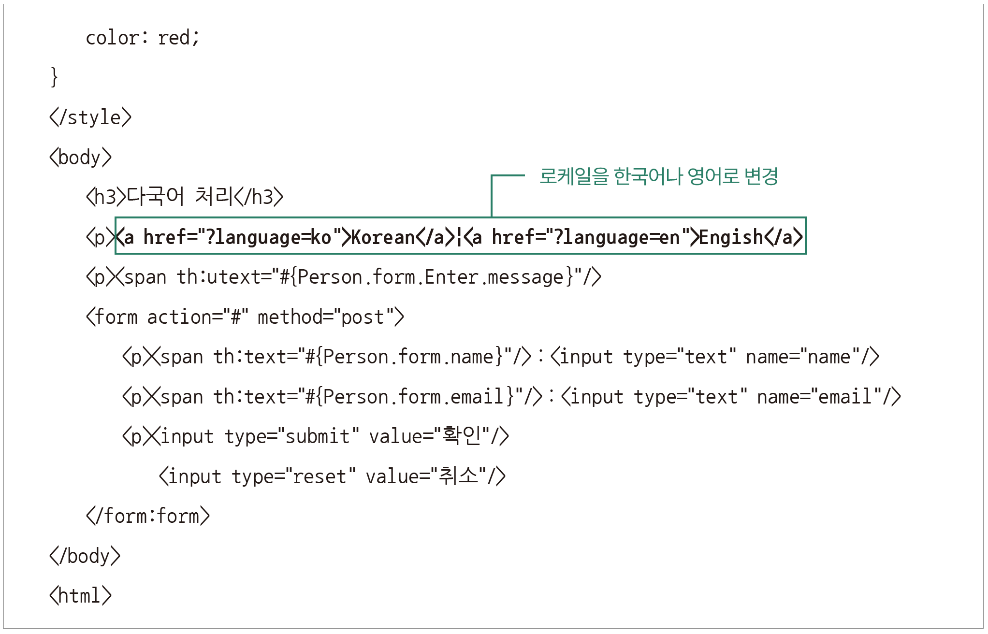 color: red;
}
</style>
<body>
로케일을 한국어나 영어로 변경
<h3>다국어 처리</h3>
<p><a href="?language=ko">Korean</a>¦<a href="?language=en">Engish</a>
<p><span th:utext="#{Person.form.Enter.message}"/>
<form action="#" method="post">
<p><span th:text="#{Person.form.name}"/> : <input type="text" name="name"/>
<p><span th:text="#{Person.form.email}"/> : <input type="text" name="email"/>
<p><input type="submit" value="확인"/>
<input type="reset" value="취소"/>
</form:form>
</body>
<html>